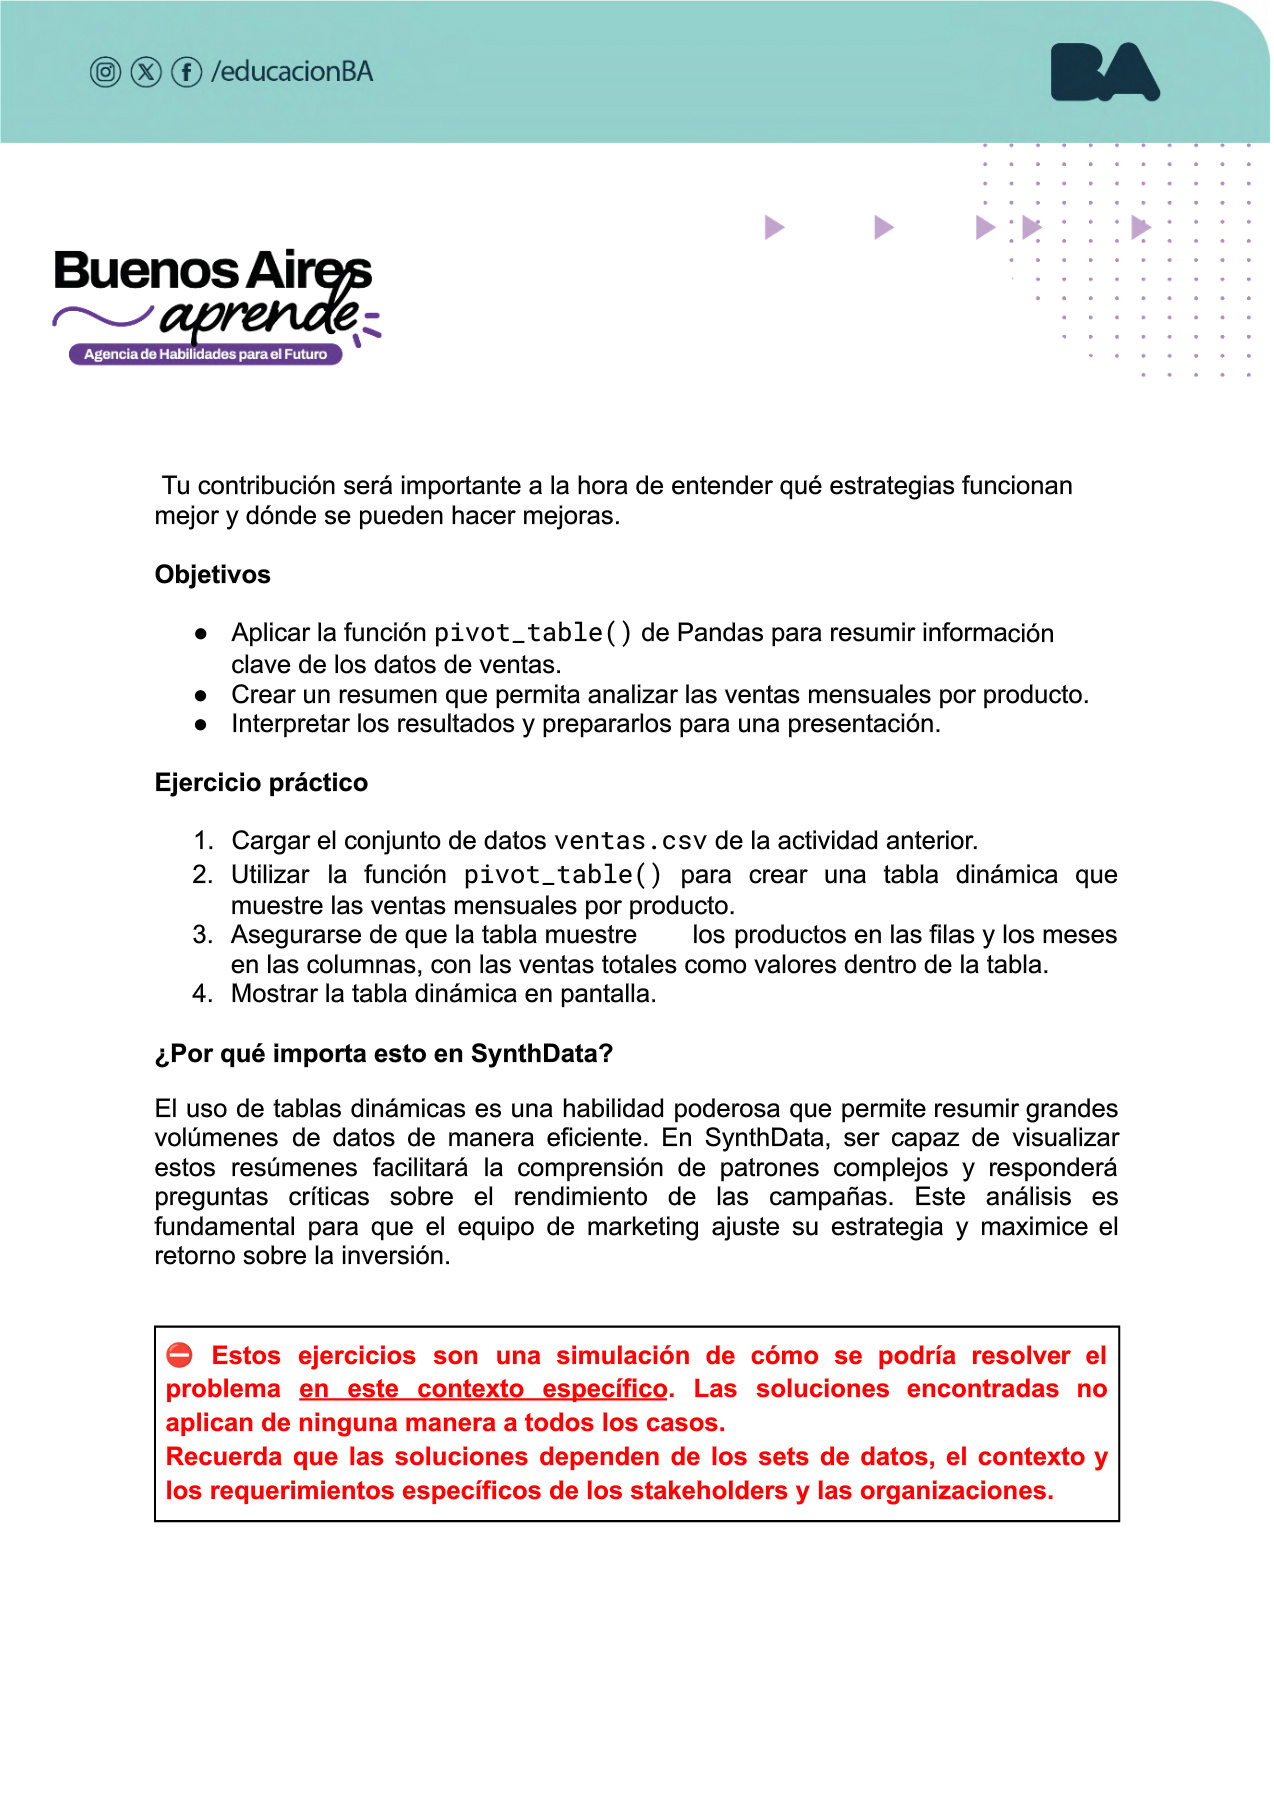 /educacionBA
BA
Buenos Aires
aprende
Agencia de Habilidades para el Futuro
Tu contribución será importante a la hora de entender qué estrategias funcionan
mejor y dónde se pueden hacer mejoras.
Objetivos
● Aplicar la función pivot_table() de Pandas para resumir información
clave de los datos de ventas.
● Crear un resumen que permita analizar las ventas mensuales por producto.
● Interpretar los resultados y prepararlos para una presentación.
Ejercicio práctico
1. Cargar el conjunto de datos ventas.csv de la actividad anterior.
2. Utilizar la función pivot_table() para crear una tabla dinámica que
muestre las ventas mensuales por producto.
3. Asegurarse de que la tabla muestre los productos en las filas y los meses
en las columnas, con las ventas totales como valores dentro de la tabla.
4. Mostrar la tabla dinámica en pantalla.
¿Por qué importa esto en SynthData?
El uso de tablas dinámicas es una habilidad poderosa que permite resumir grandes
volúmenes de datos de manera eficiente. En SynthData, ser capaz de visualizar
estos resúmenes facilitará la comprensión de patrones complejos y responderá
preguntas críticas sobre el rendimiento de las campañas. Este análisis es
fundamental para que el equipo de marketing ajuste su estrategia y maximice el
retorno sobre la inversión.
⛔ Estos ejercicios son una simulación de cómo se podría resolver el
problema en este contexto específico. Las soluciones encontradas no
aplican de ninguna manera a todos los casos.
Recuerda que las soluciones dependen de los sets de datos, el contexto y
los requerimientos específicos de los stakeholders y las organizaciones.